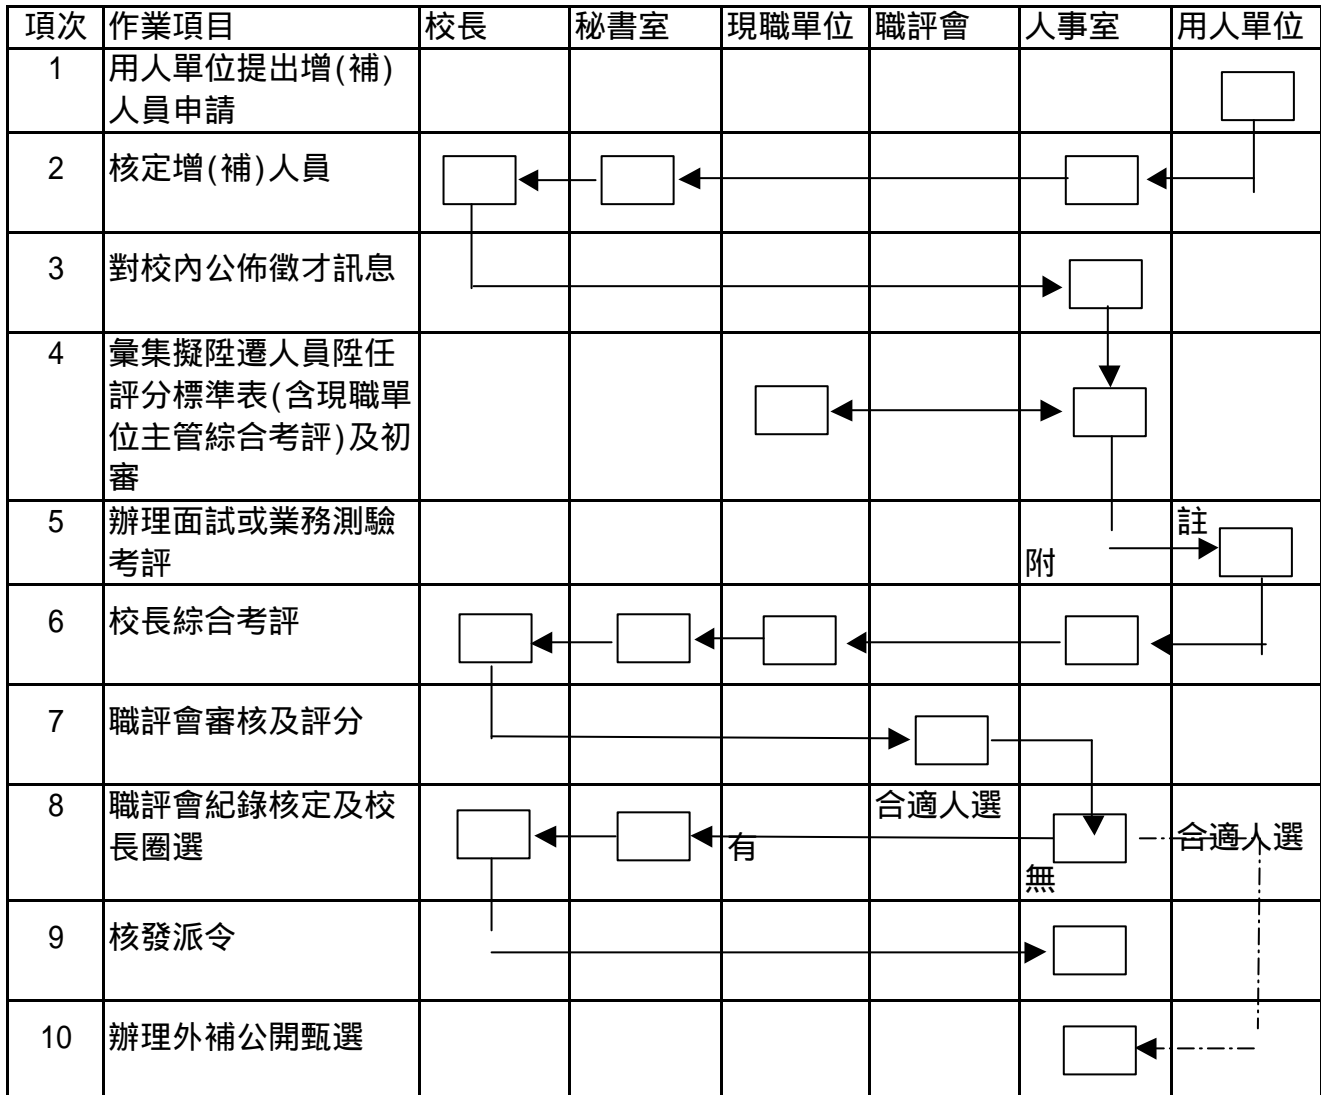 項次 作業項目 校長 秘書室 現職單位 職評會 人事室 用人單位
1 用人單位提出增(補)
人員申請
2 核定增(補)人員
3 對校內公佈徵才訊息
4 彙集擬陞遷人員陞任
評分標準表(含現職單
位主管綜合考評)及初
審
5 辦理面試或業務測驗 註
考評 附
6 校長綜合考評
7 職評會審核及評分
8 職評會紀錄核定及校 合適人選
長圈選 有 合適人選
無
9 核發派令
10 辦理外補公開甄選